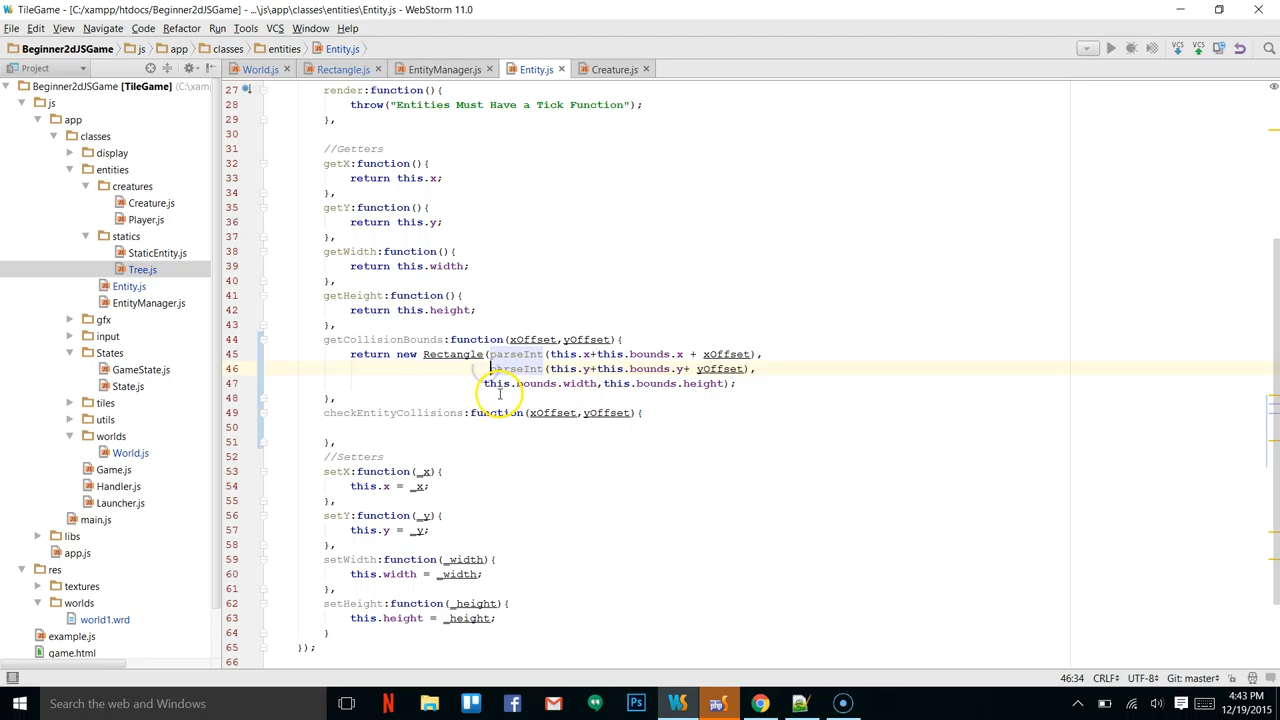 TileGame - [C:/xampp/htdocs/Beginner2dJSGame] - ...\js\app\classes\entities\Entity.js - WebStorm 11.0
File Edit View Navigate Code Refactor Run Tools VCS Window Help
Beginner2dJSGame js app classes entities Entity.js
Project World.js Rectangle.js EntityManager.js Entity.js Creature.js
Beginner2dJSGame [TileGame] (C:\xam
js
app
classes
display
entities
creatures
Creature.js
Player.js
statics
StaticEntity.js
Tree.js
Entity.js
EntityManager.js
gfx
input
States
GameState.js
State.js
tiles
utils
worlds
World.js
Game.js
Handler.js
Launcher.js
main.js
libs
app.js
res
textures
worlds
world1.wrd
example.js
game.html
27 render:function(){
28 throw("Entities Must Have a Tick Function");
29 },
30
31 //Getters
32 getX:function(){
33 return this.x;
34 },
35 getY:function(){
36 return this.y;
37 },
38 getWidth:function(){
39 return this.width;
40 },
41 getHeight:function(){
42 return this.height;
43 },
44 getCollisionBounds:function(xOffset,yOffset){
45 return new Rectangle(parseInt(this.x+this.bounds.x + xOffset),
46 parseInt(this.y+this.bounds.y+ yOffset),
47 this.bounds.width,this.bounds.height);
48 },
49 checkEntityCollisions:function(xOffset,yOffset){
50
51 },
52 //Setters
53 setX:function(_x){
54 this.x = _x;
55 },
56 setY:function(_y){
57 this.y = _y;
58 },
59 setWidth:function(_width){
60 this.width = _width;
61 },
62 setHeight:function(_height){
63 this.height = _height;
64 }
65 });
66
46:34 CRLF÷ UTF-8÷ Git: master÷
Search the web and Windows
4:43 PM
12/19/2015